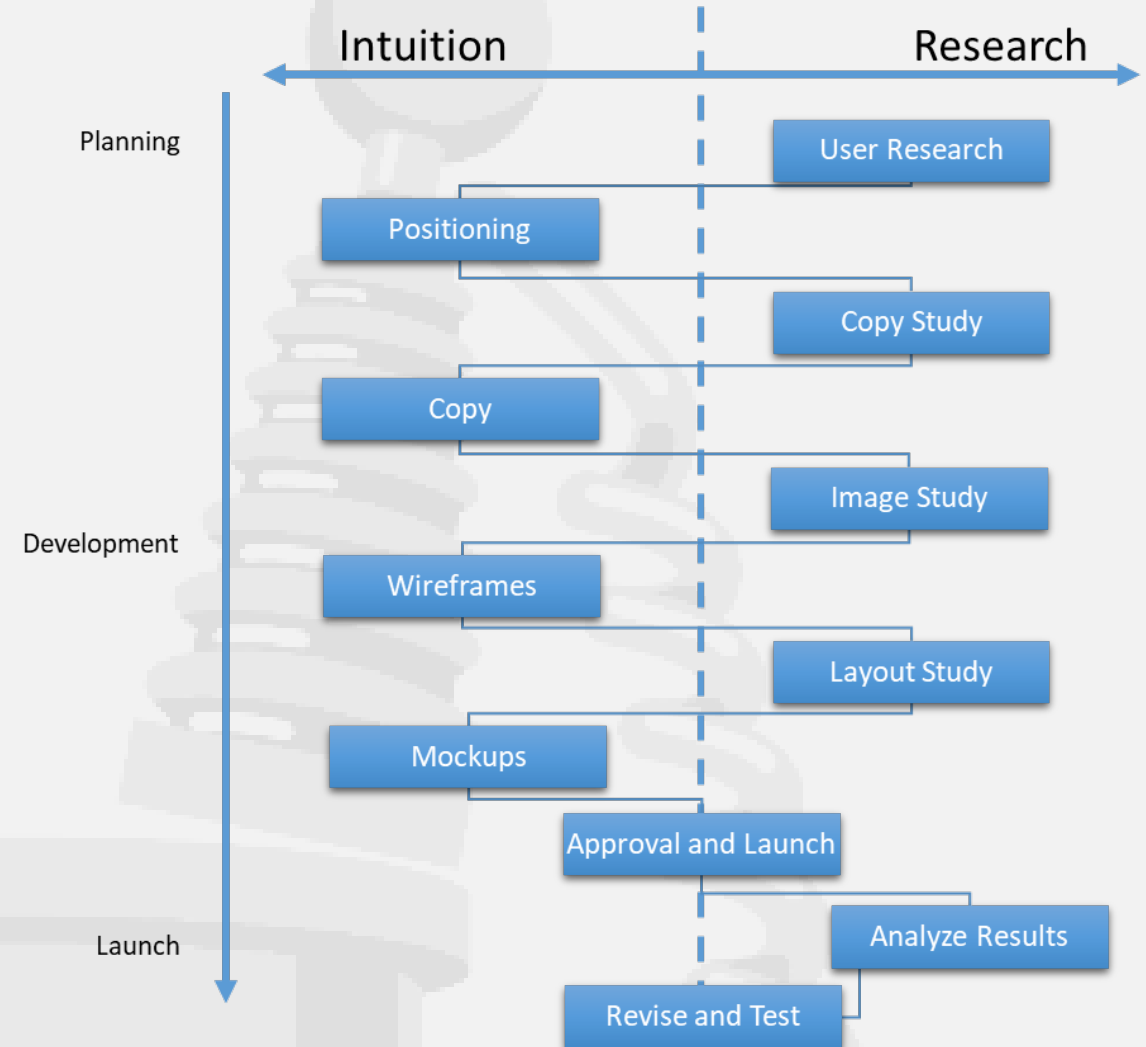 Intuition
Research
Planning
User Research
Positioning
Copy Study
Copy
Image Study
Development
Wireframes
Layout Study
Mockups
Approval and Launch
Analyze Results
Launch
Revise and Test